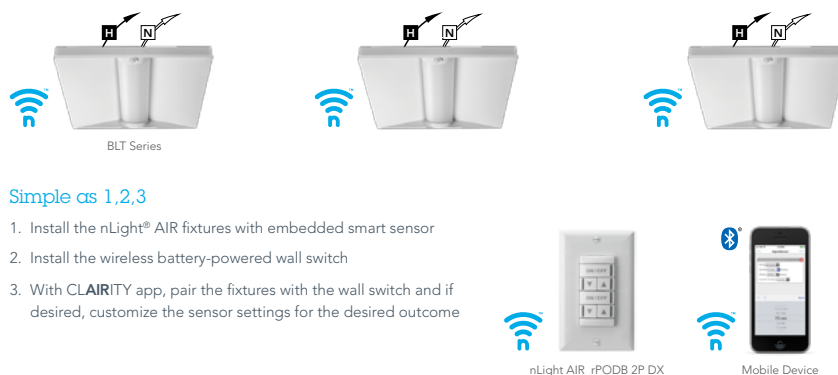 H N H N H N
n n n
BLT Series
Simple as 1,2,3
1. Install the nLight® AIR fixtures with embedded smart sensor
2. Install the wireless battery-powered wall switch
3. With CLAIRITY app, pair the fixtures with the wall switch and if
desired, customize the sensor settings for the desired outcome
ON/OFF
ON/OFF
n n
nLight AIR rPODB 2P DX Mobile Device